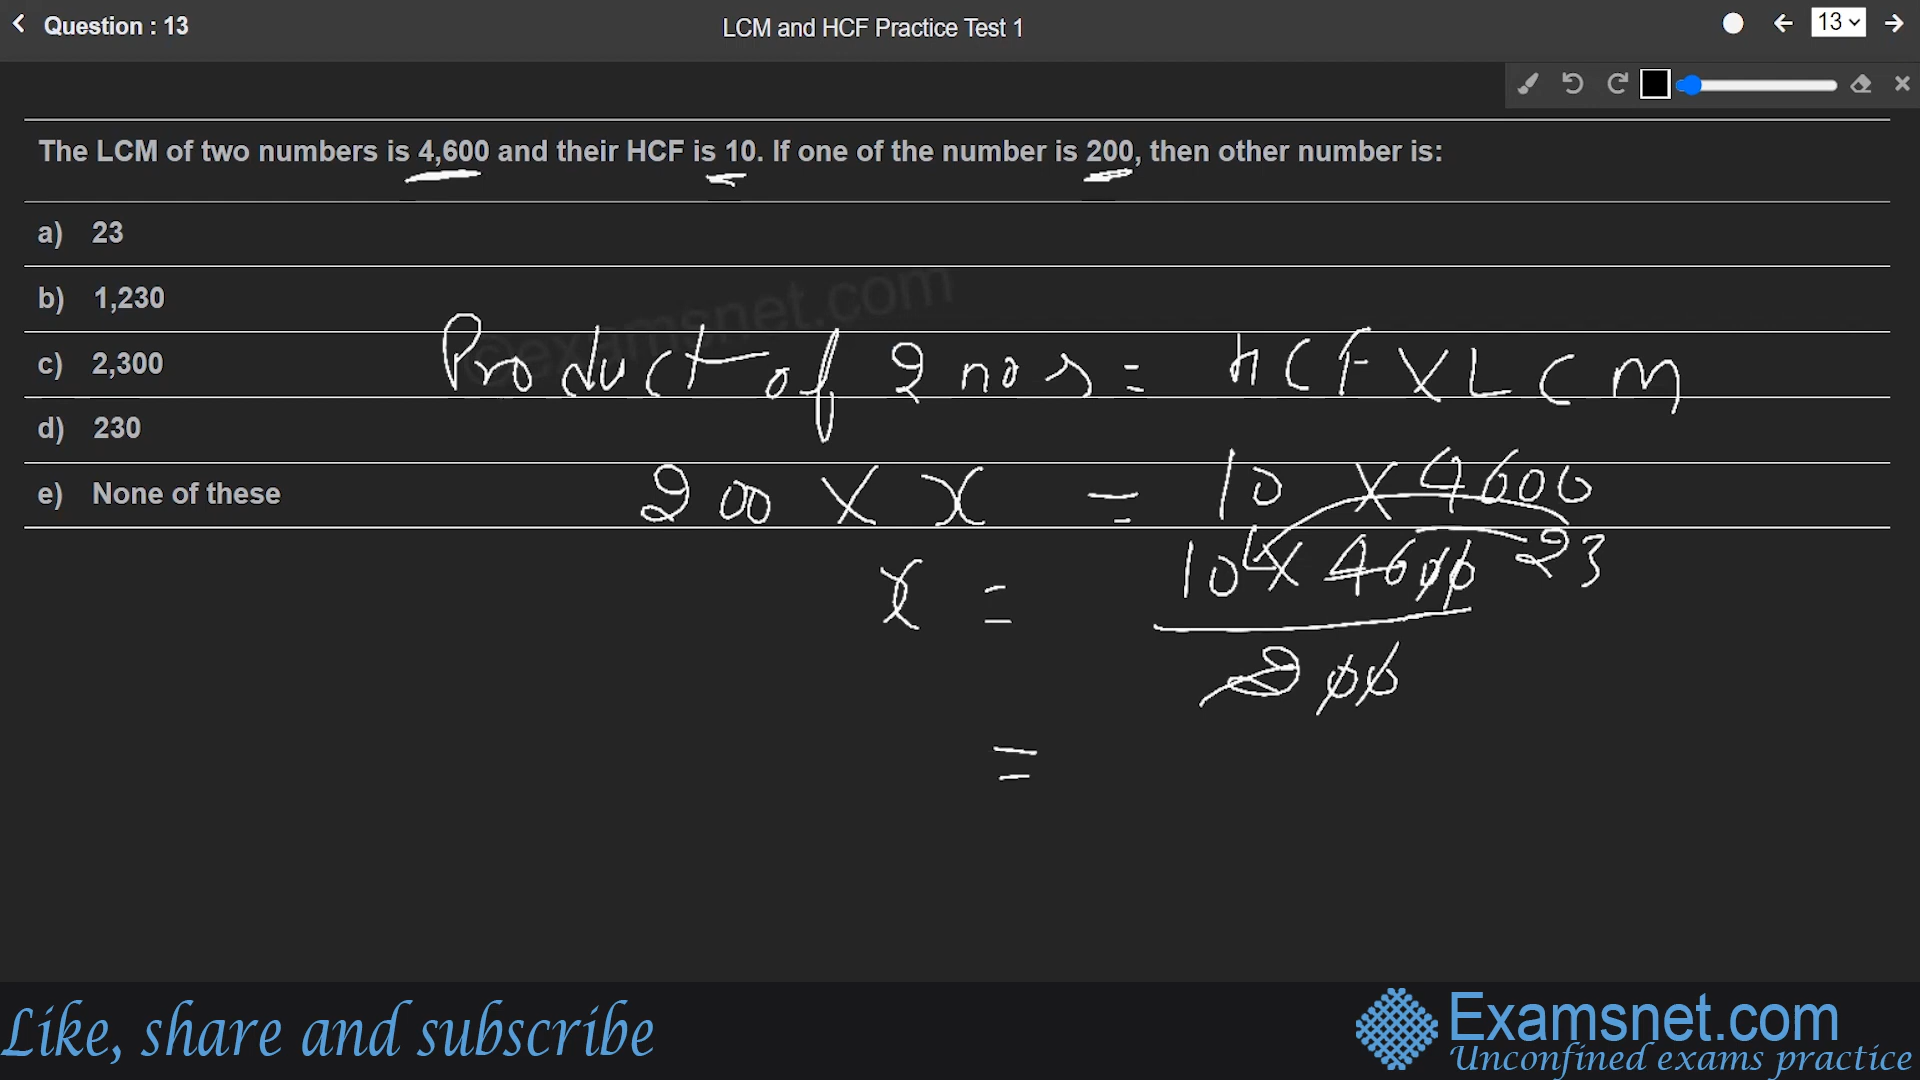 Question : 13
LCM and HCF Practice Test 1
13
The LCM of two numbers is 4,600 and their HCF is 10. If one of the number is 200, then other number is:
a) 23
b) 1,230
c) 2,300
d) 230
e) None of these
©examsnet.com
Product of 2 nos = HCF X LCM
200 X x = 10 X 4600
x = 10 X 4600 23
200
=
Like, share and subscribe
Examsnet.com
Unconfined exams practice